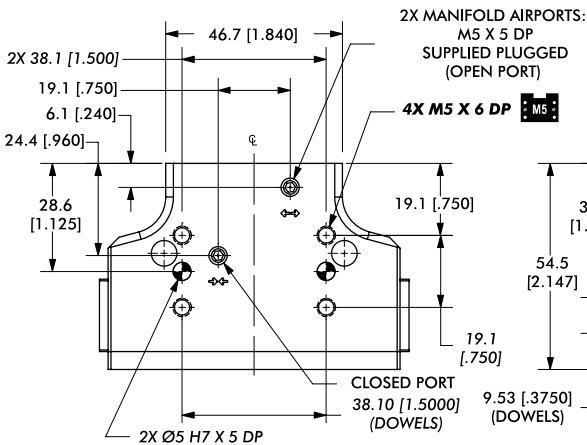 2X MANIFOLD AIRPORTS:
M5 X 5 DP
SUPPLIED PLUGGED
(OPEN PORT)
46.7 [1.840]
2X 38.1 [1.500]
19.1 [.750]
6.1 [.240]
24.4 [.960]
4X M5 X 6 DP
M5
℄
28.6
[1.125]
19.1 [.750]
54.5
[2.147]
19.1
[.750]
CLOSED PORT
38.10 [1.5000]
(DOWELS)
9.53 [.3750]
(DOWELS)
2X Ø5 H7 X 5 DP